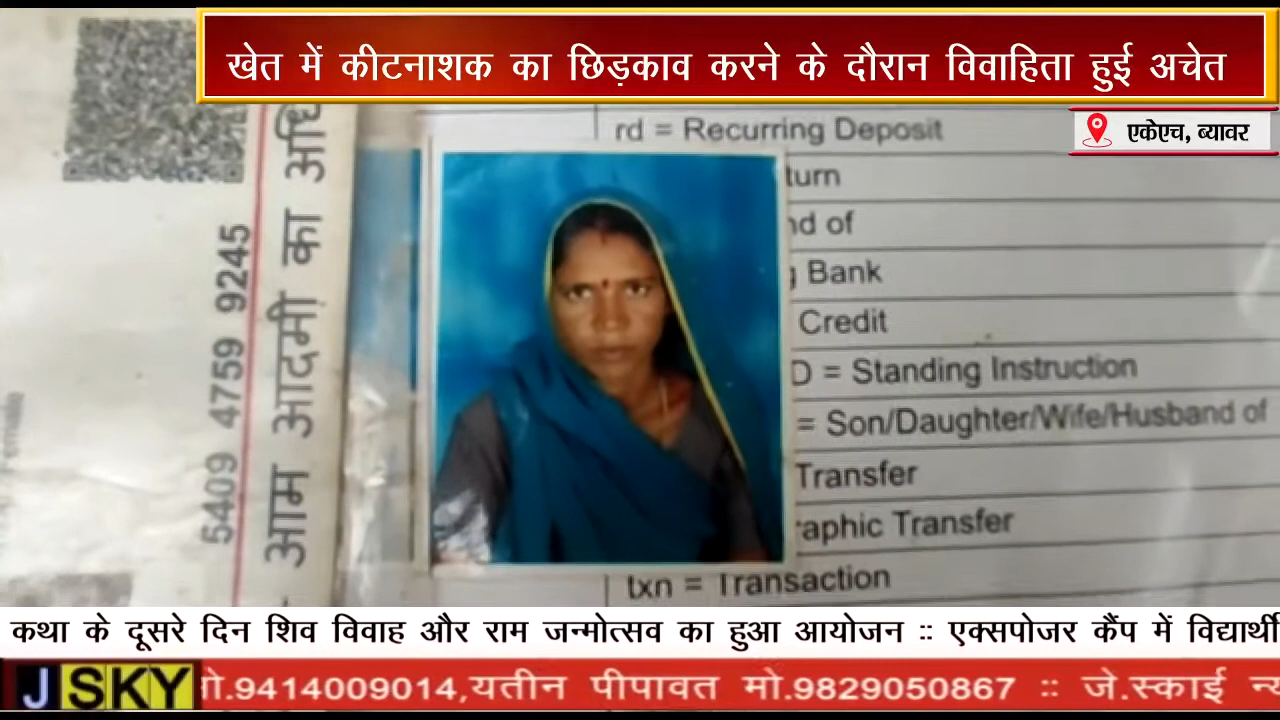 खेत में कीटनाशक का छिड़काव करने के दौरान विवाहिता हुई अचेत
एकेएच, ब्यावर
rd = Recurring Deposit
turn
nd of
g Bank
Credit
D = Standing Instruction
= Son/Daughter/Wife/Husband of
Transfer
raphic Transfer
txn = Transaction
5409 4759 9245
आम आदमी का अधि
Female
कथा के दूसरे दिन शिव विवाह और राम जन्मोत्सव का हुआ आयोजन :: एक्सपोजर कैंप में विद्यार्थी
J SKY
मो.9414009014,यतीन पीपावत मो.9829050867 :: जे.स्काई न्य